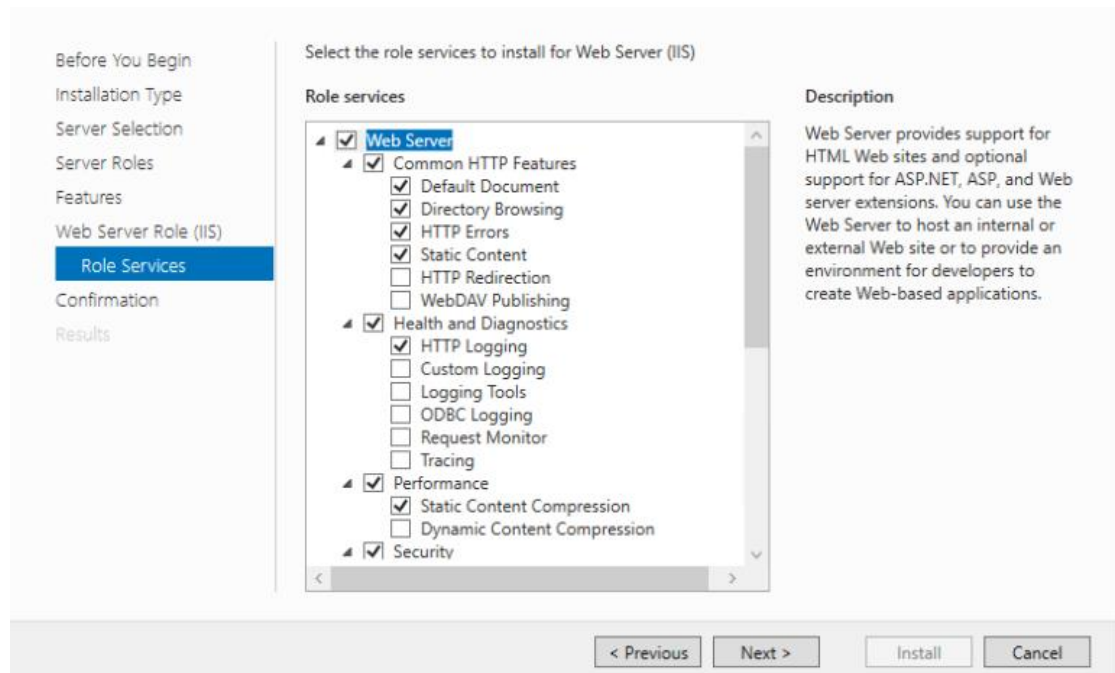 Before You Begin
Installation Type
Server Selection
Server Roles
Features
Web Server Role (IIS)
Role Services
Confirmation
Results
Select the role services to install for Web Server (IIS)
Role services
Web Server
Common HTTP Features
Default Document
Directory Browsing
HTTP Errors
Static Content
HTTP Redirection
WebDAV Publishing
Health and Diagnostics
HTTP Logging
Custom Logging
Logging Tools
ODBC Logging
Request Monitor
Tracing
Performance
Static Content Compression
Dynamic Content Compression
Security
Description
Web Server provides support for
HTML Web sites and optional
support for ASP.NET, ASP, and Web
server extensions. You can use the
Web Server to host an internal or
external Web site or to provide an
environment for developers to
create Web-based applications.
< Previous
Next >
Install
Cancel